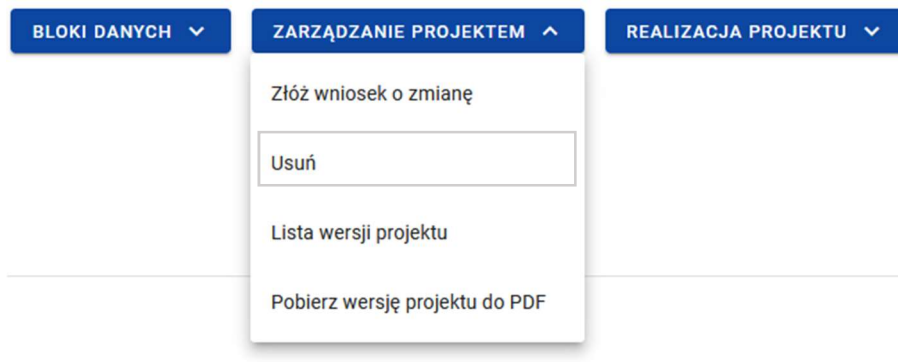 BLOKI DANYCH
ZARZĄDZANIE PROJEKTEM
REALIZACJA PROJEKTU
Złóż wniosek o zmianę
Usuń
Lista wersji projektu
Pobierz wersję projektu do PDF